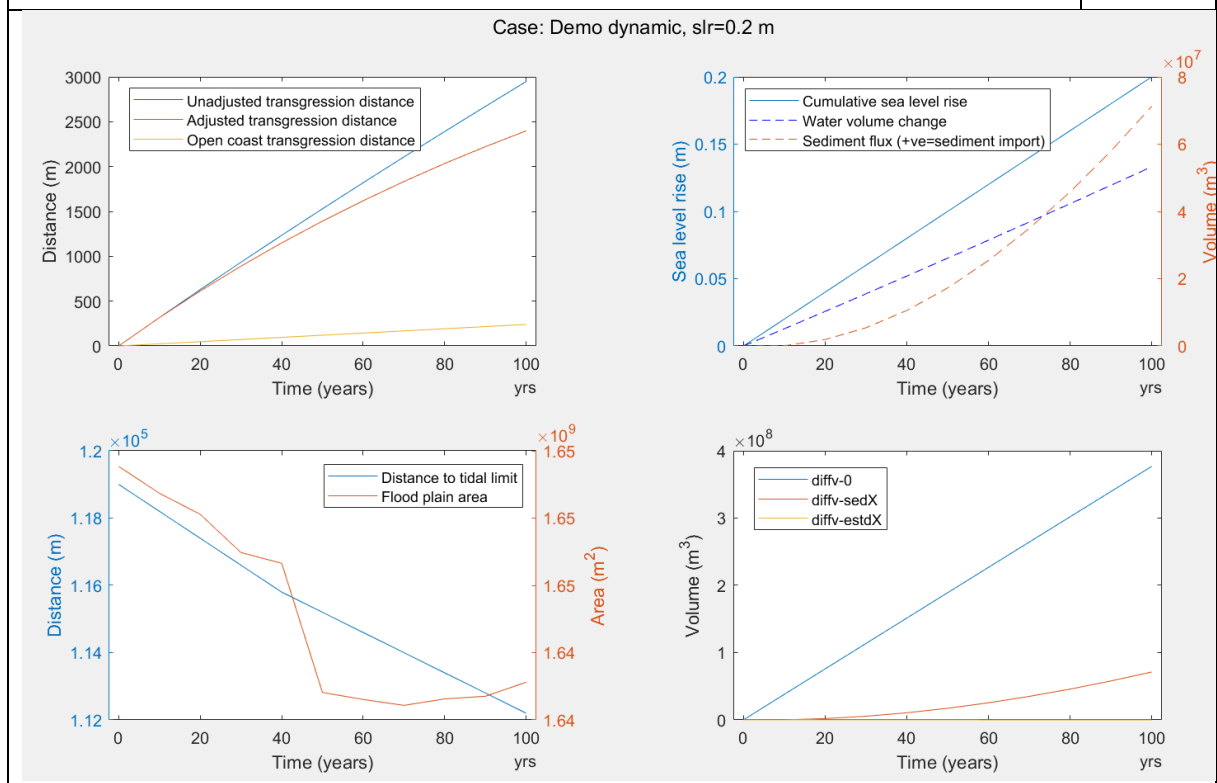 Case: Demo dynamic, slr=0.2 m
3000
2500
2000
1500
1000
500
0
Distance (m)
Unadjusted transgression distance
Adjusted transgression distance
Open coast transgression distance
0 20 40 60 80 100
Time (years)
yrs
0.2
0.15
0.1
0.05
0
Sea level rise (m)
Cumulative sea level rise
Water volume change
Sediment flux (+ve=sediment import)
×10^7
8
6
4
2
0
Volume (m^3)
0 20 40 60 80 100
Time (years)
yrs
×10^5
1.2
1.18
1.16
1.14
1.12
Distance (m)
Distance to tidal limit
Flood plain area
×10^9
1.65
1.65
1.65
1.64
1.64
Area (m^2)
0 20 40 60 80 100
Time (years)
yrs
×10^8
4
3
2
1
0
Volume (m^3)
diffv-0
diffv-sedX
diffv-estdX
0 20 40 60 80 100
Time (years)
yrs